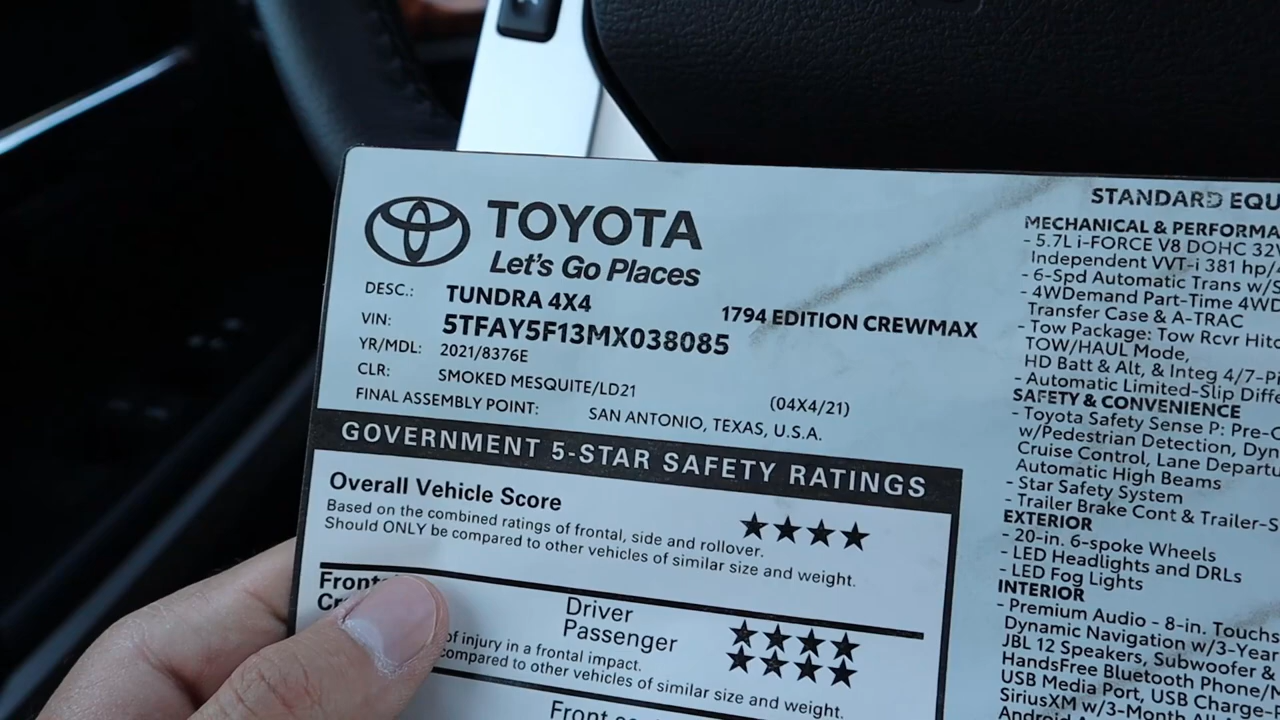 TOYOTA
Let's Go Places
DESC.: TUNDRA 4X4 1794 EDITION CREWMAX
VIN: 5TFAY5F13MX038085
YR/MDL: 2021/8376E
CLR: SMOKED MESQUITE/LD21 (04X4/21)
FINAL ASSEMBLY POINT: SAN ANTONIO, TEXAS, U.S.A.
GOVERNMENT 5-STAR SAFETY RATINGS
Overall Vehicle Score ★★★★
Based on the combined ratings of frontal, side and rollover.
Should ONLY be compared to other vehicles of similar size and weight.
Driver ★★★★
Passenger ★★★★
of injury in a frontal impact.
compared to other vehicles of similar size and weight.
Front
STANDARD EQU
MECHANICAL & PERFORMA
- 5.7L i-FORCE V8 DOHC 32V
Independent VVT-i 381 hp/
- 6-Spd Automatic Trans w/S
- 4WDemand Part-Time 4WD
Transfer Case & A-TRAC
- Tow Package: Tow Rcvr Hitc
TOW/HAUL Mode,
HD Batt & Alt, & Integ 4/7-Pi
- Automatic Limited-Slip Diffe
SAFETY & CONVENIENCE
- Toyota Safety Sense P: Pre-C
w/Pedestrian Detection, Dyn
Cruise Control, Lane Departu
Automatic High Beams
- Star Safety System
- Trailer Brake Cont & Trailer-S
EXTERIOR
- 20-in. 6-spoke Wheels
- LED Headlights and DRLs
- LED Fog Lights
INTERIOR
- Premium Audio - 8-in. Touchs
Dynamic Navigation w/3-Year
JBL 12 Speakers, Subwoofer &
HandsFree Bluetooth Phone/M
USB Media Port, USB Charge-P
SiriusXM w/3-Month All
Android A